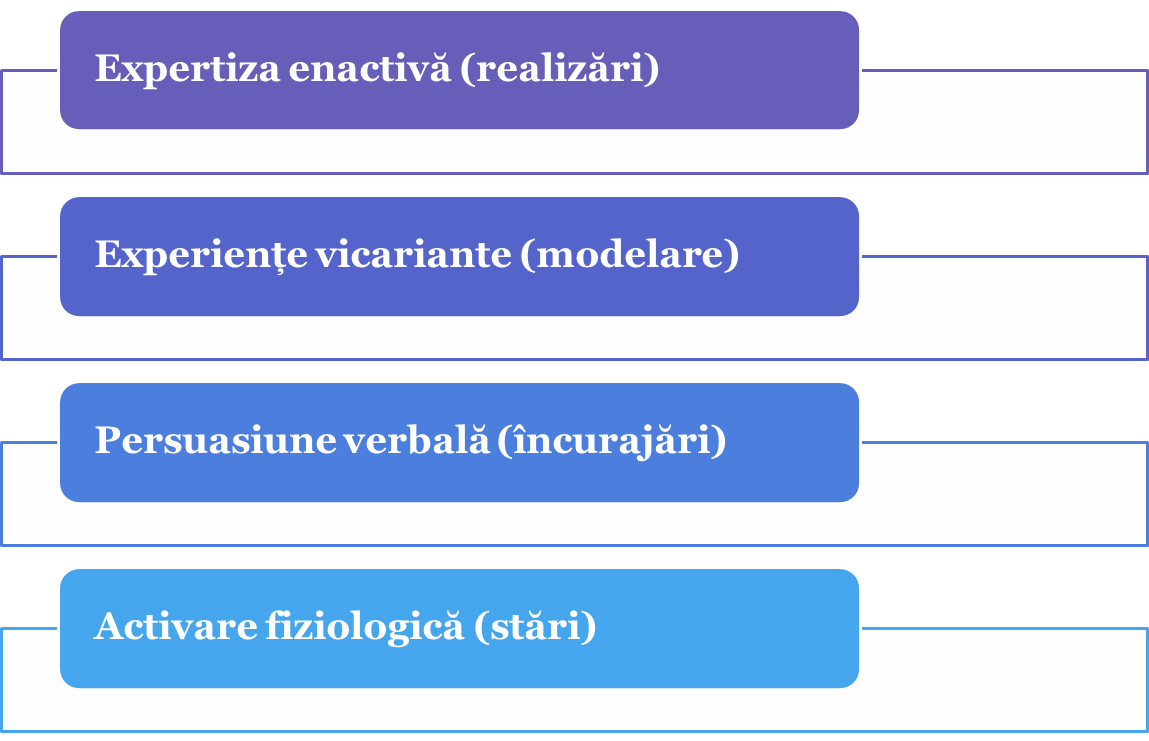 Expertiza enactivă (realizări)
Experiențe vicariante (modelare)
Persuasiune verbală (încurajări)
Activare fiziologică (stări)